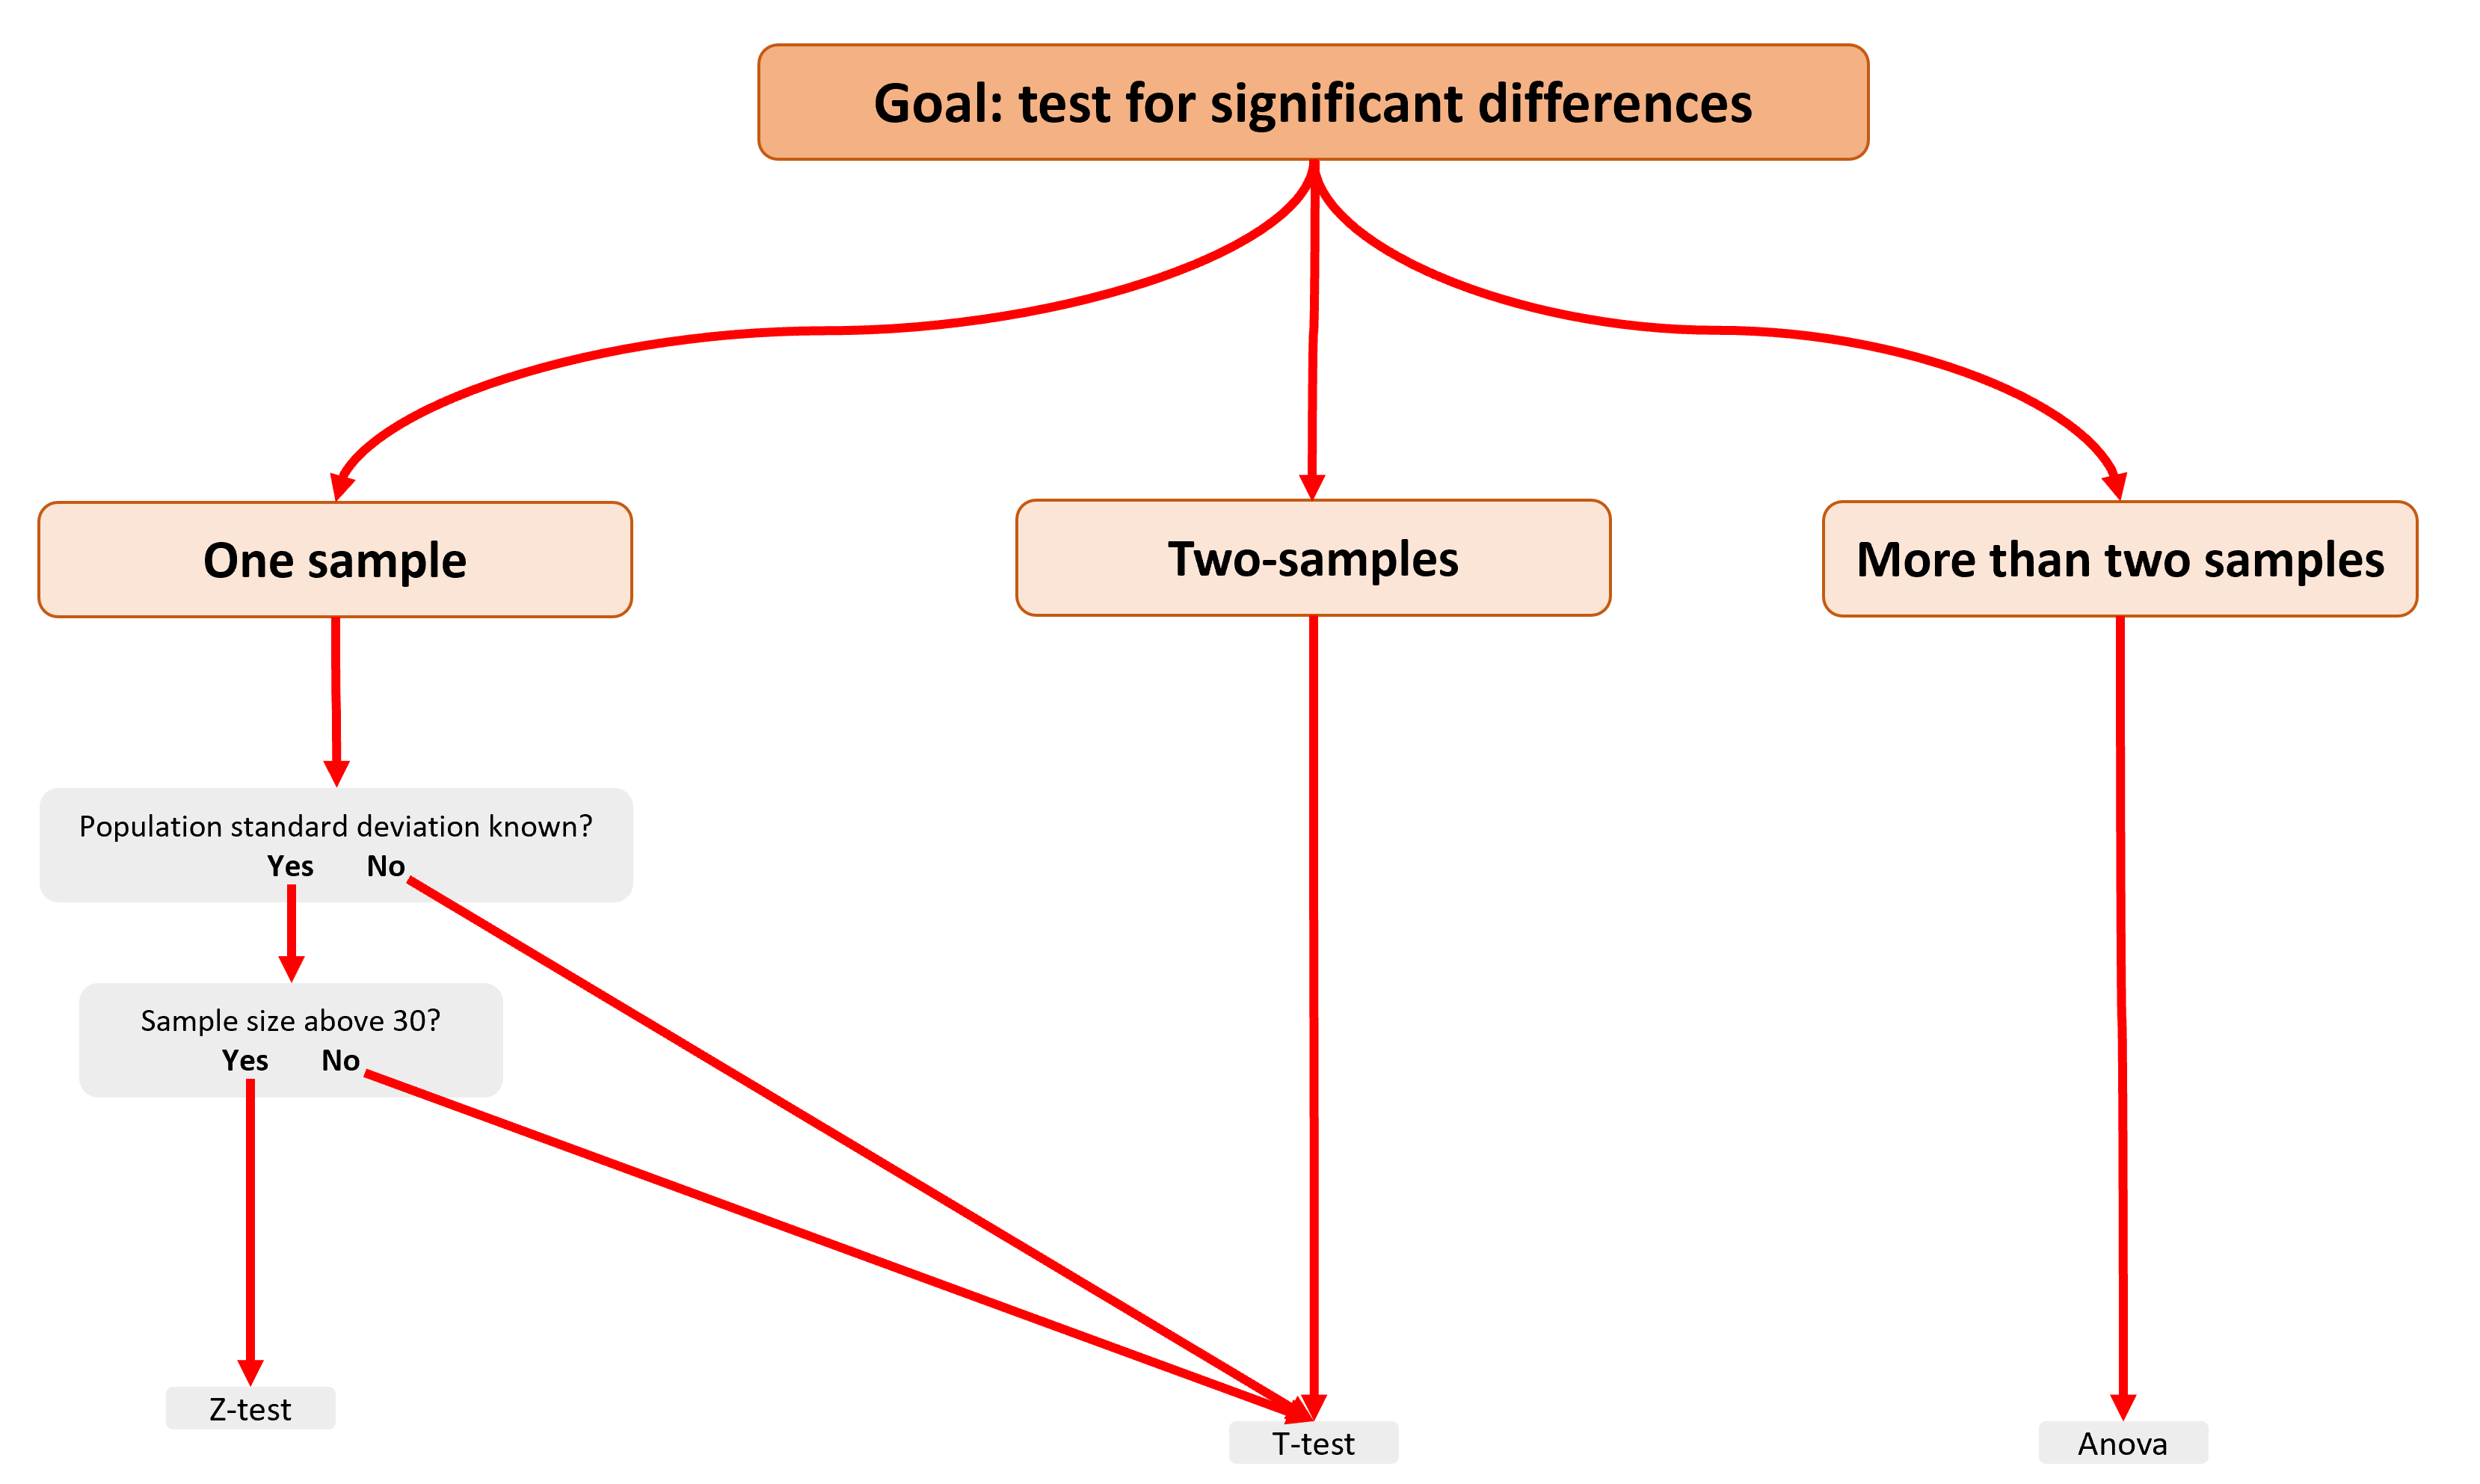 Goal: test for significant differences
One sample
Two-samples
More than two samples
Population standard deviation known?
Yes No
Sample size above 30?
Yes No
Z-test
T-test
Anova